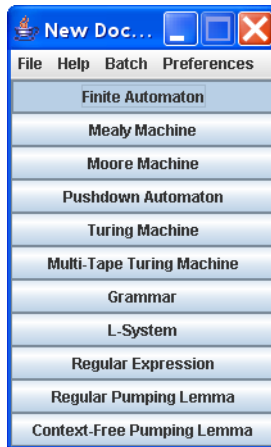 New Doc...
File Help Batch Preferences
Finite Automaton
Mealy Machine
Moore Machine
Pushdown Automaton
Turing Machine
Multi-Tape Turing Machine
Grammar
L-System
Regular Expression
Regular Pumping Lemma
Context-Free Pumping Lemma